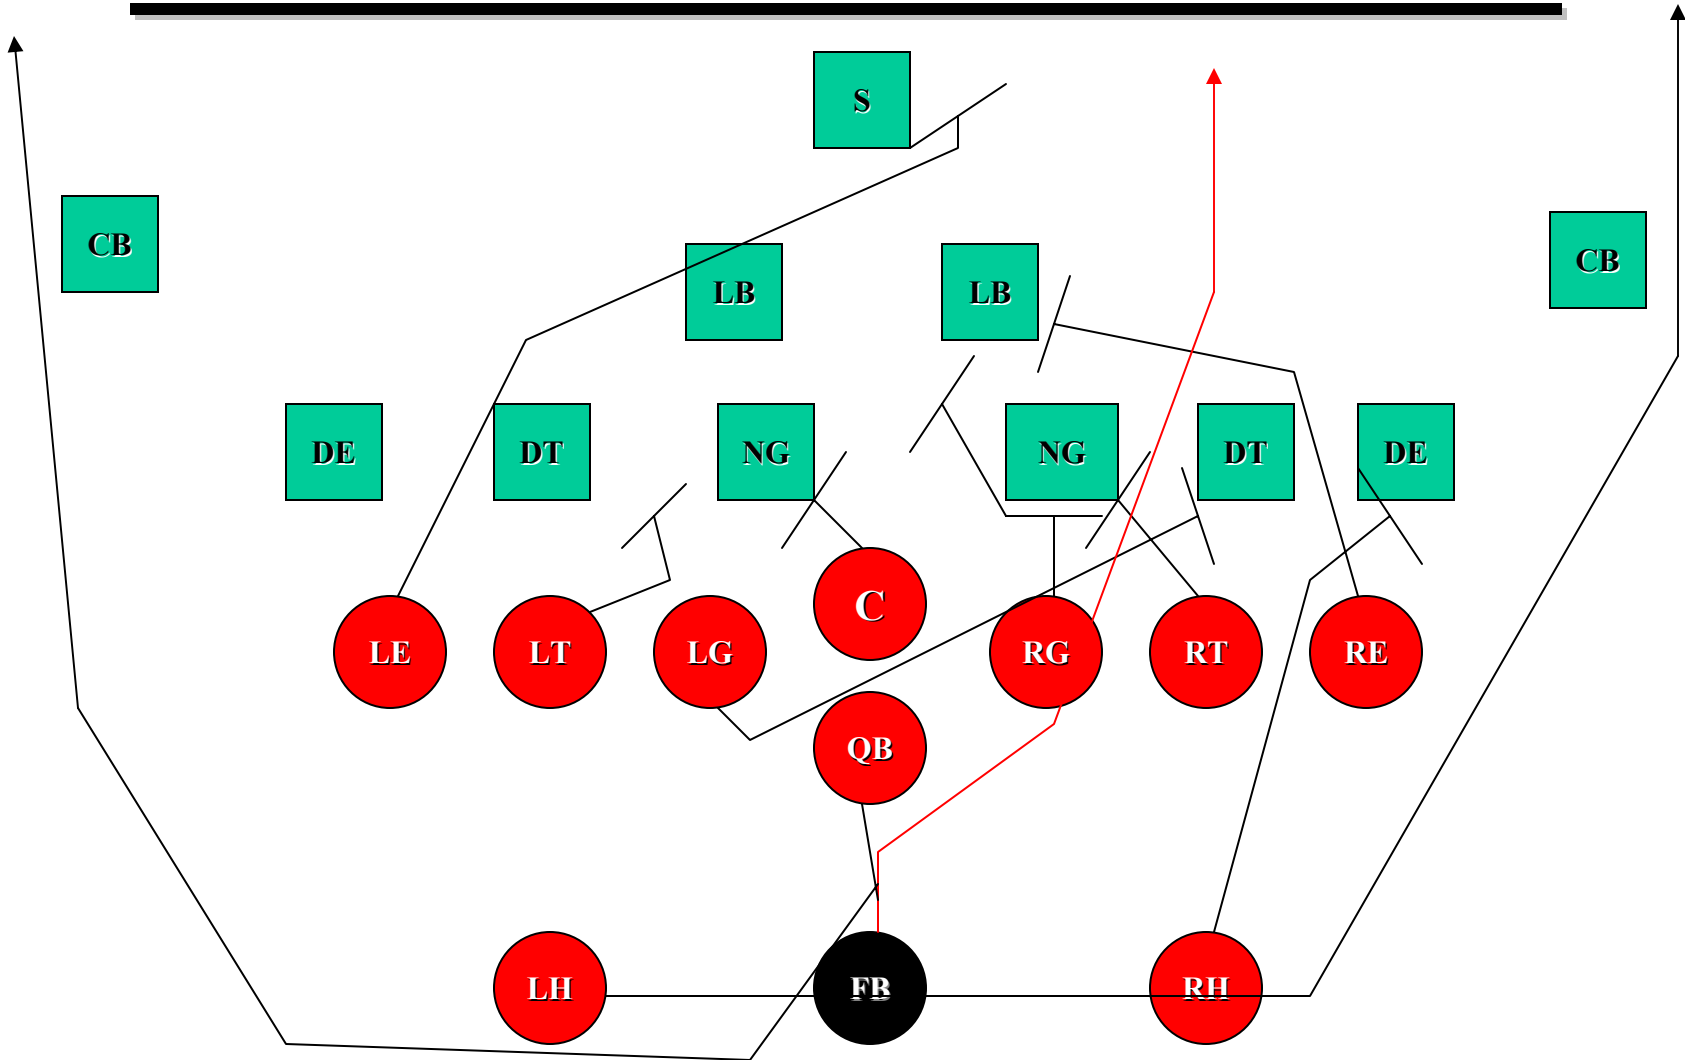 S
CB
CB
LB
LB
DE
DT
NG
NG
DT
DE
C
LE
LT
LG
RG
RT
RE
QB
LH
FB
RH